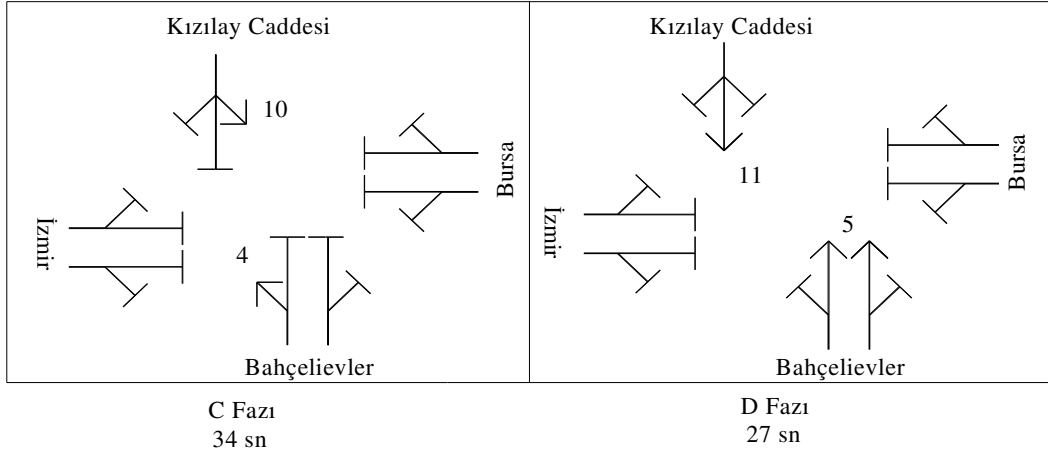 Kızılay Caddesi
10
Bursa
İzmir
4
Bahçelievler
C Fazı
34 sn
Kızılay Caddesi
11
Bursa
İzmir
5
Bahçelievler
D Fazı
27 sn